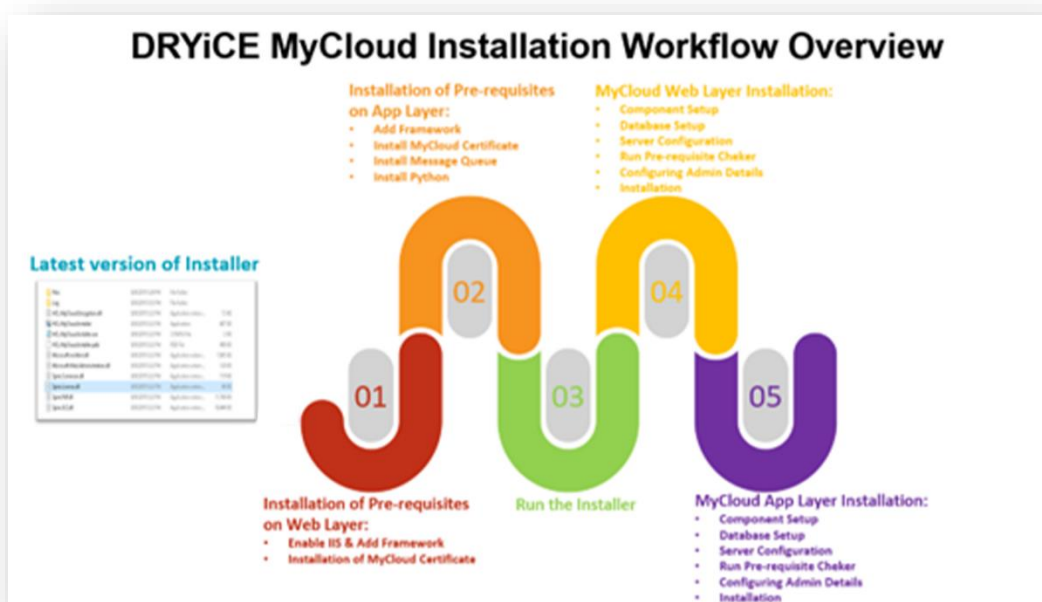 DRYiCE MyCloud Installation Workflow Overview
Installation of Pre-requisites
on App Layer:
• Add Framework
• Install MyCloud Certificate
• Install Message Queue
• Install Python
MyCloud Web Layer Installation:
• Component Setup
• Database Setup
• Server Configuration
• Run Pre-requisite Cheker
• Configuring Admin Details
• Installation
Latest version of Installer
02
04
01
03
05
Installation of Pre-requisites
on Web Layer:
• Enable IIS & Add Framework
• Installation of MyCloud Certificate
Run the Installer
MyCloud App Layer Installation:
• Component Setup
• Database Setup
• Server Configuration
• Run Pre-requisite Cheker
• Configuring Admin Details
• Installation